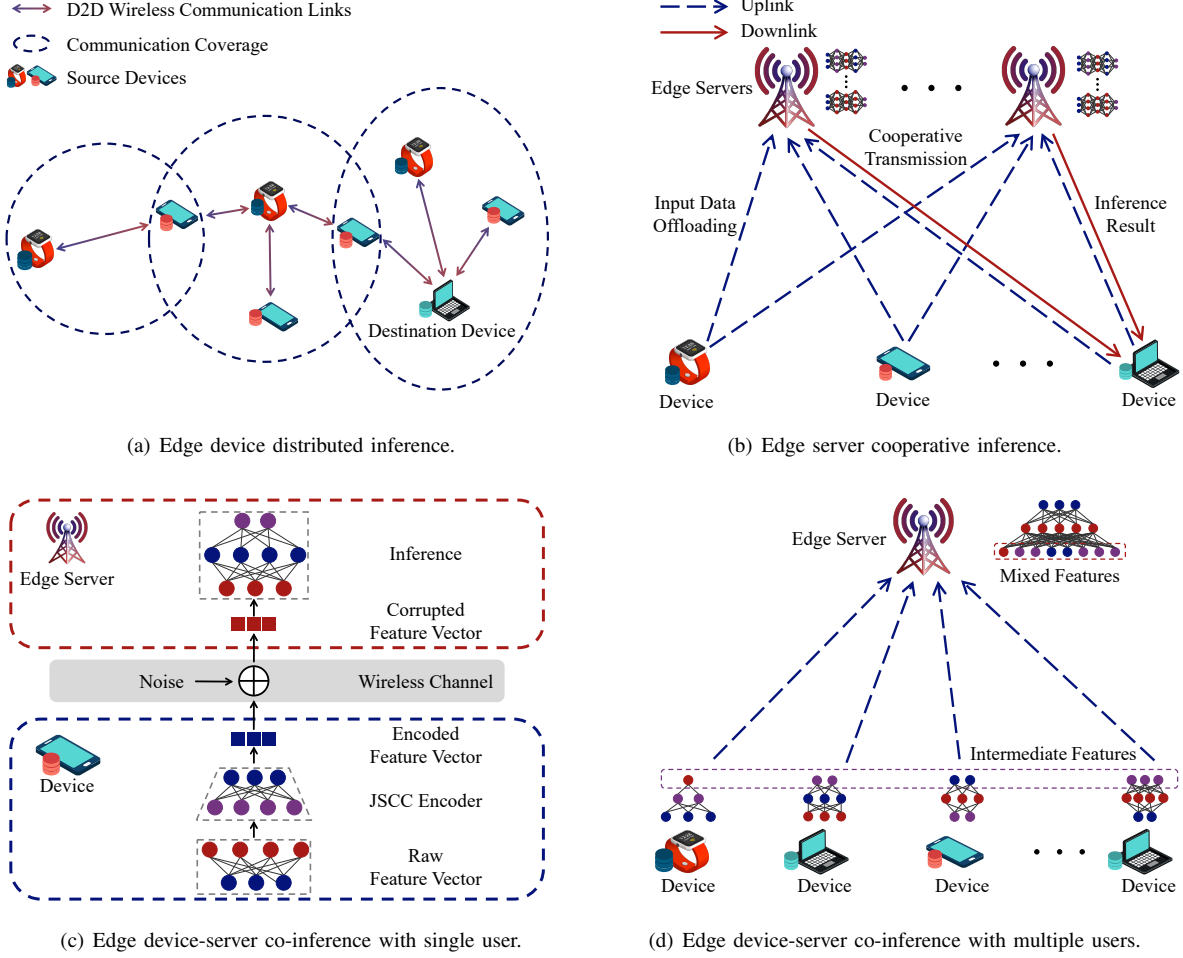 D2D Wireless Communication Links
Communication Coverage
Source Devices
Destination Device
(a) Edge device distributed inference.
Uplink
Downlink
Edge Servers
Cooperative
Transmission
Input Data
Offloading
Inference
Result
Device
Device
Device
(b) Edge server cooperative inference.
Edge Server
Inference
Corrupted
Feature Vector
Noise
Wireless Channel
Encoded
Feature Vector
Device
JSCC Encoder
Raw
Feature Vector
(c) Edge device-server co-inference with single user.
Edge Server
Mixed Features
Intermediate Features
Device
Device
Device
Device
(d) Edge device-server co-inference with multiple users.